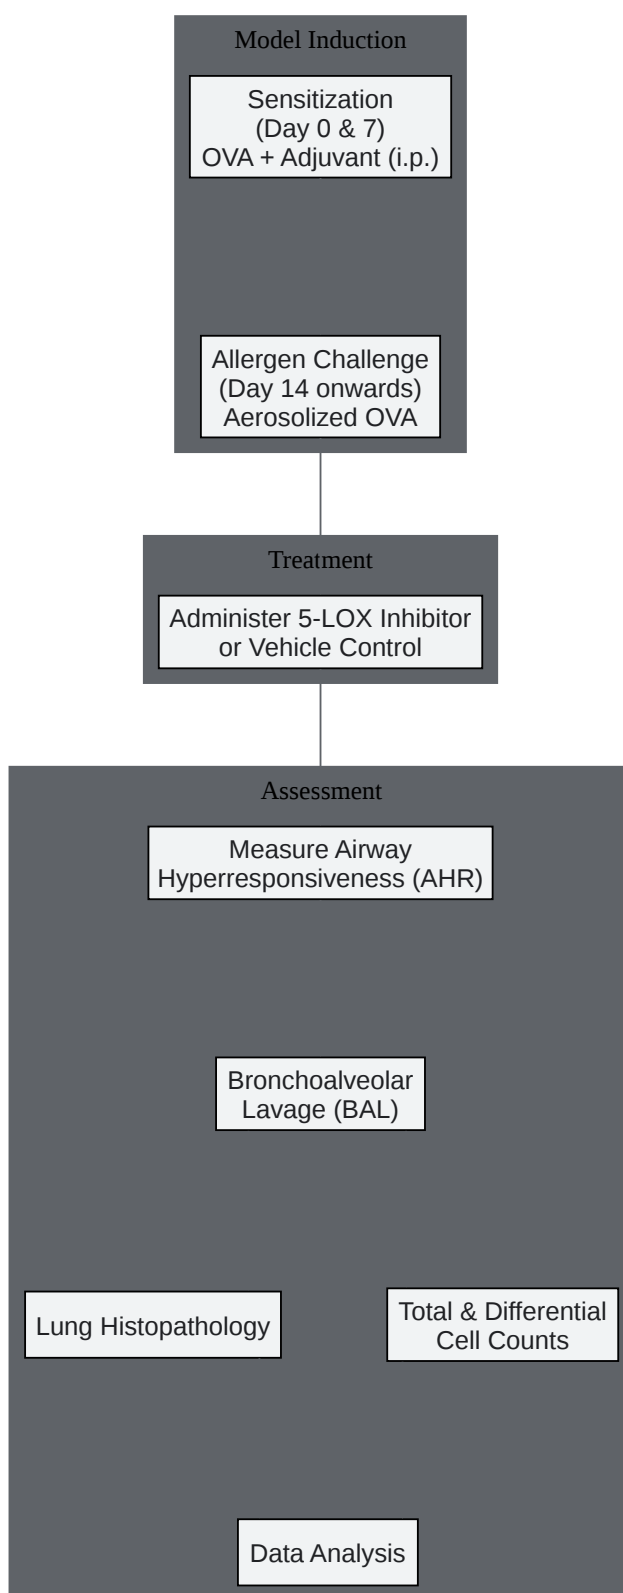 Model Induction
Sensitization
(Day 0 & 7)
OVA + Adjuvant (i.p.)
Allergen Challenge
(Day 14 onwards)
Aerosolized OVA
Treatment
Administer 5-LOX Inhibitor
or Vehicle Control
Assessment
Measure Airway
Hyperresponsiveness (AHR)
Bronchoalveolar
Lavage (BAL)
Lung Histopathology
Total & Differential
Cell Counts
Data Analysis